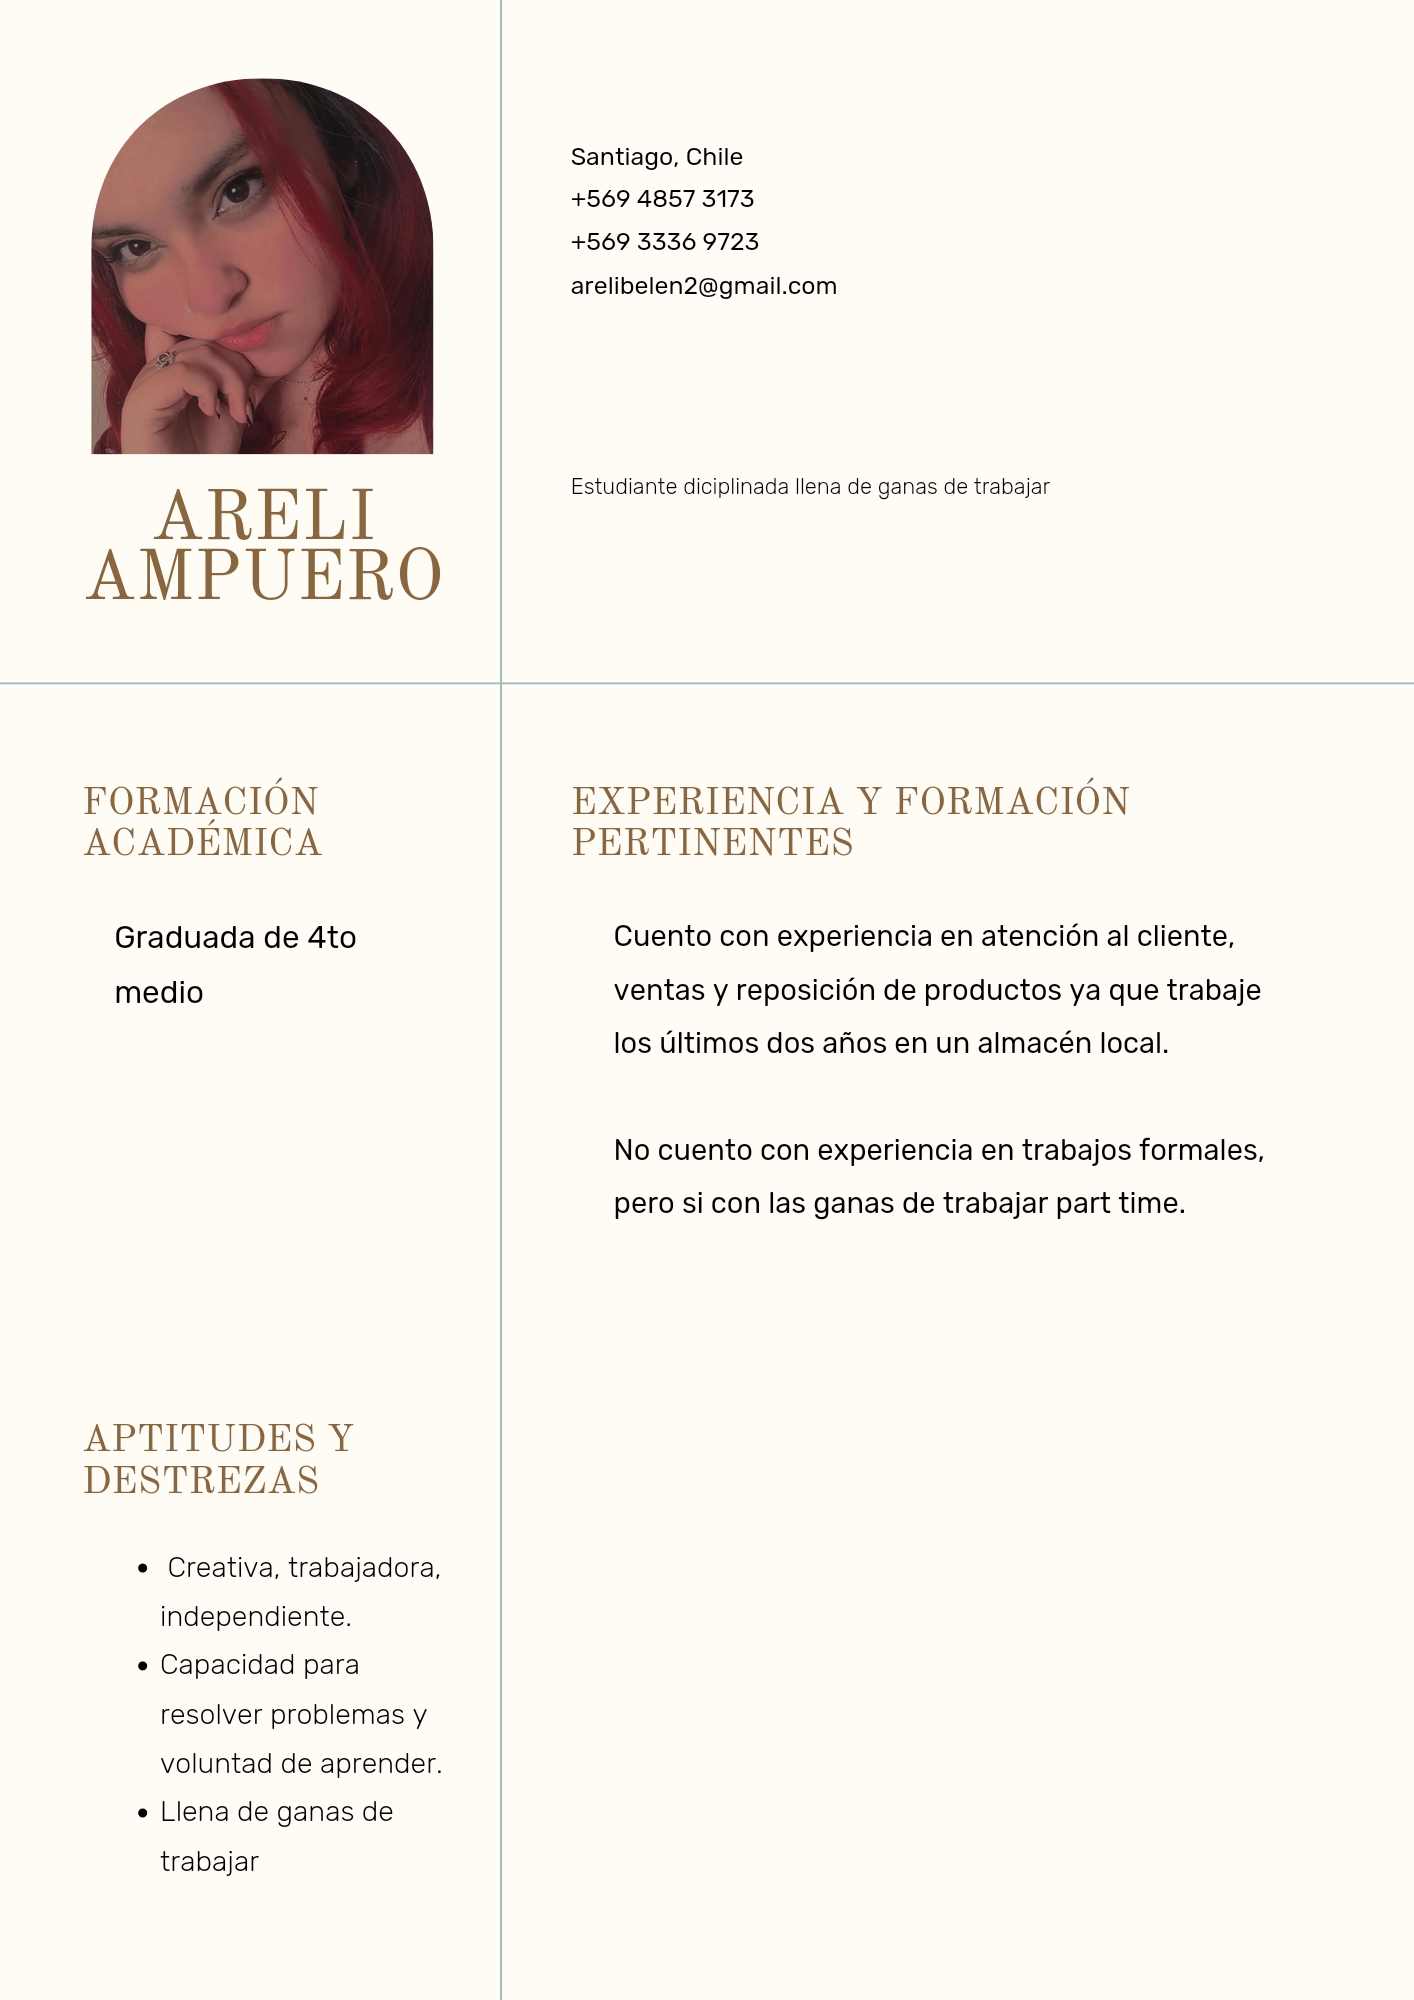 ARELI
AMPUERO
Santiago, Chile
+569 4857 3173
+569 3336 9723
arelibelen2@gmail.com
Estudiante diciplinada llena de ganas de trabajar
FORMACIÓN
ACADÉMICA
Graduada de 4to
medio
APTITUDES Y
DESTREZAS
• Creativa, trabajadora,
independiente.
• Capacidad para
resolver problemas y
voluntad de aprender.
• Llena de ganas de
trabajar
EXPERIENCIA Y FORMACIÓN
PERTINENTES
Cuento con experiencia en atención al cliente,
ventas y reposición de productos ya que trabaje
los últimos dos años en un almacén local.
No cuento con experiencia en trabajos formales,
pero si con las ganas de trabajar part time.